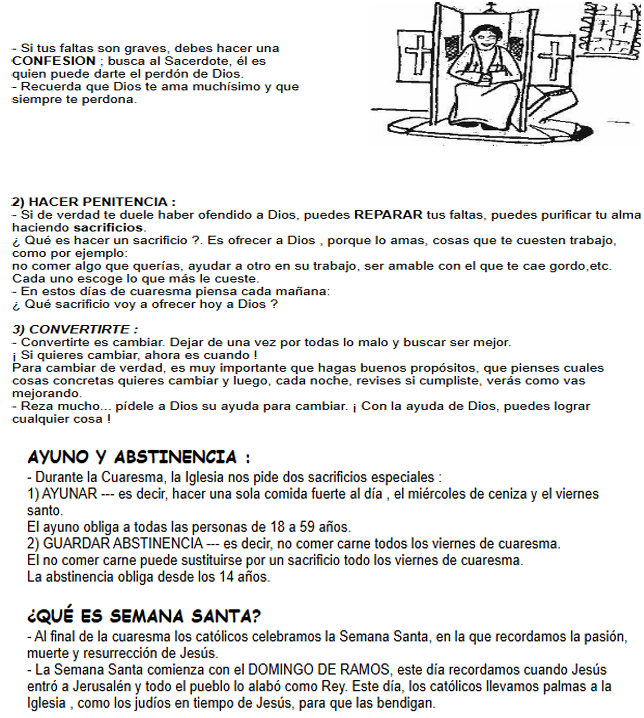 - Si tus faltas son graves, debes hacer una
CONFESION ; busca al Sacerdote, él es
quien puede darte el perdón de Dios.
- Recuerda que Dios te ama muchísimo y que
siempre te perdona.
2) HACER PENITENCIA :
- Si de verdad te duele haber ofendido a Dios, puedes REPARAR tus faltas, puedes purificar tu alma
haciendo sacrificios.
¿ Qué es hacer un sacrificio ?. Es ofrecer a Dios , porque lo amas, cosas que te cuesten trabajo,
como por ejemplo:
no comer algo que querías, ayudar a otro en su trabajo, ser amable con el que te cae gordo,etc.
Cada uno escoge lo que más le cueste.
- En estos días de cuaresma piensa cada mañana:
¿ Qué sacrificio voy a ofrecer hoy a Dios ?
3) CONVERTIRTE :
- Convertirte es cambiar. Dejar de una vez por todas lo malo y buscar ser mejor.
¡ Si quieres cambiar, ahora es cuando !
Para cambiar de verdad, es muy importante que hagas buenos propósitos, que pienses cuales
cosas concretas quieres cambiar y luego, cada noche, revises si cumpliste, verás como vas
mejorando.
- Reza mucho... pídele a Dios su ayuda para cambiar. ¡ Con la ayuda de Dios, puedes lograr
cualquier cosa !
AYUNO Y ABSTINENCIA :
- Durante la Cuaresma, la Iglesia nos pide dos sacrificios especiales :
1) AYUNAR --- es decir, hacer una sola comida fuerte al día , el miércoles de ceniza y el viernes
santo.
El ayuno obliga a todas las personas de 18 a 59 años.
2) GUARDAR ABSTINENCIA --- es decir, no comer carne todos los viernes de cuaresma.
El no comer carne puede sustituirse por un sacrificio todo los viernes de cuaresma.
La abstinencia obliga desde los 14 años.
¿QUÉ ES SEMANA SANTA?
- Al final de la cuaresma los católicos celebramos la Semana Santa, en la que recordamos la pasión,
muerte y resurrección de Jesús.
- La Semana Santa comienza con el DOMINGO DE RAMOS, este día recordamos cuando Jesús
entró a Jerusalén y todo el pueblo lo alabó como Rey. Este día, los católicos llevamos palmas a la
Iglesia , como los judíos en tiempo de Jesús, para que las bendigan.